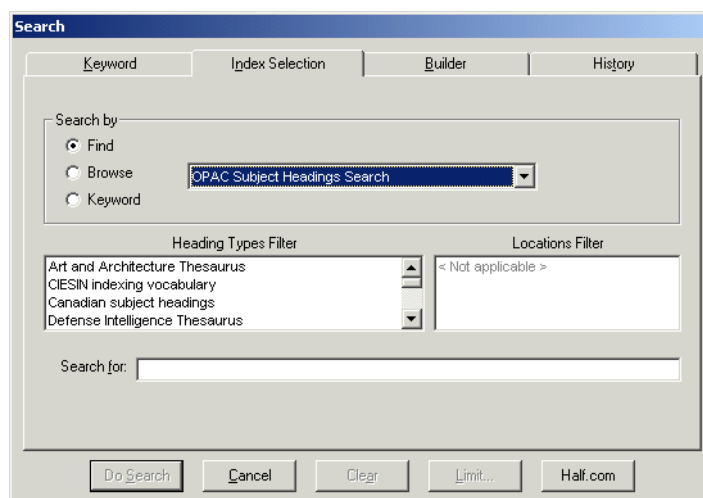 Search
Keyword Index Selection Builder History
Search by
Find
Browse OPAC Subject Headings Search
Keyword
Heading Types Filter Locations Filter
Art and Architecture Thesaurus < Not applicable >
CIESIN indexing vocabulary
Canadian subject headings
Defense Intelligence Thesaurus
Search for:
Do Search Cancel Clear Limit... Half.com